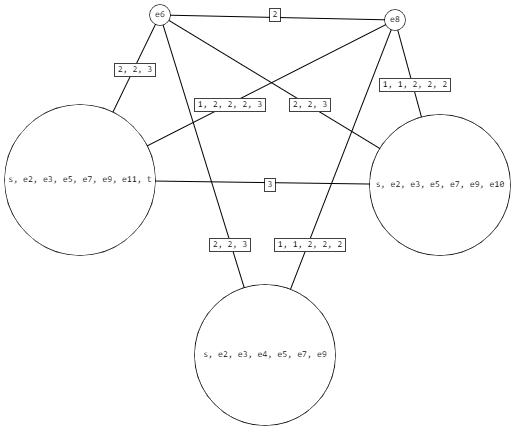 e6
2
e8
2, 2, 3
1, 1, 2, 2, 2
1, 2, 2, 2, 3
2, 2, 3
s, e2, e3, e5, e7, e9, e11, t
3
s, e2, e3, e5, e7, e9, e10
2, 2, 3
1, 1, 2, 2, 2
s, e2, e3, e4, e5, e7, e9